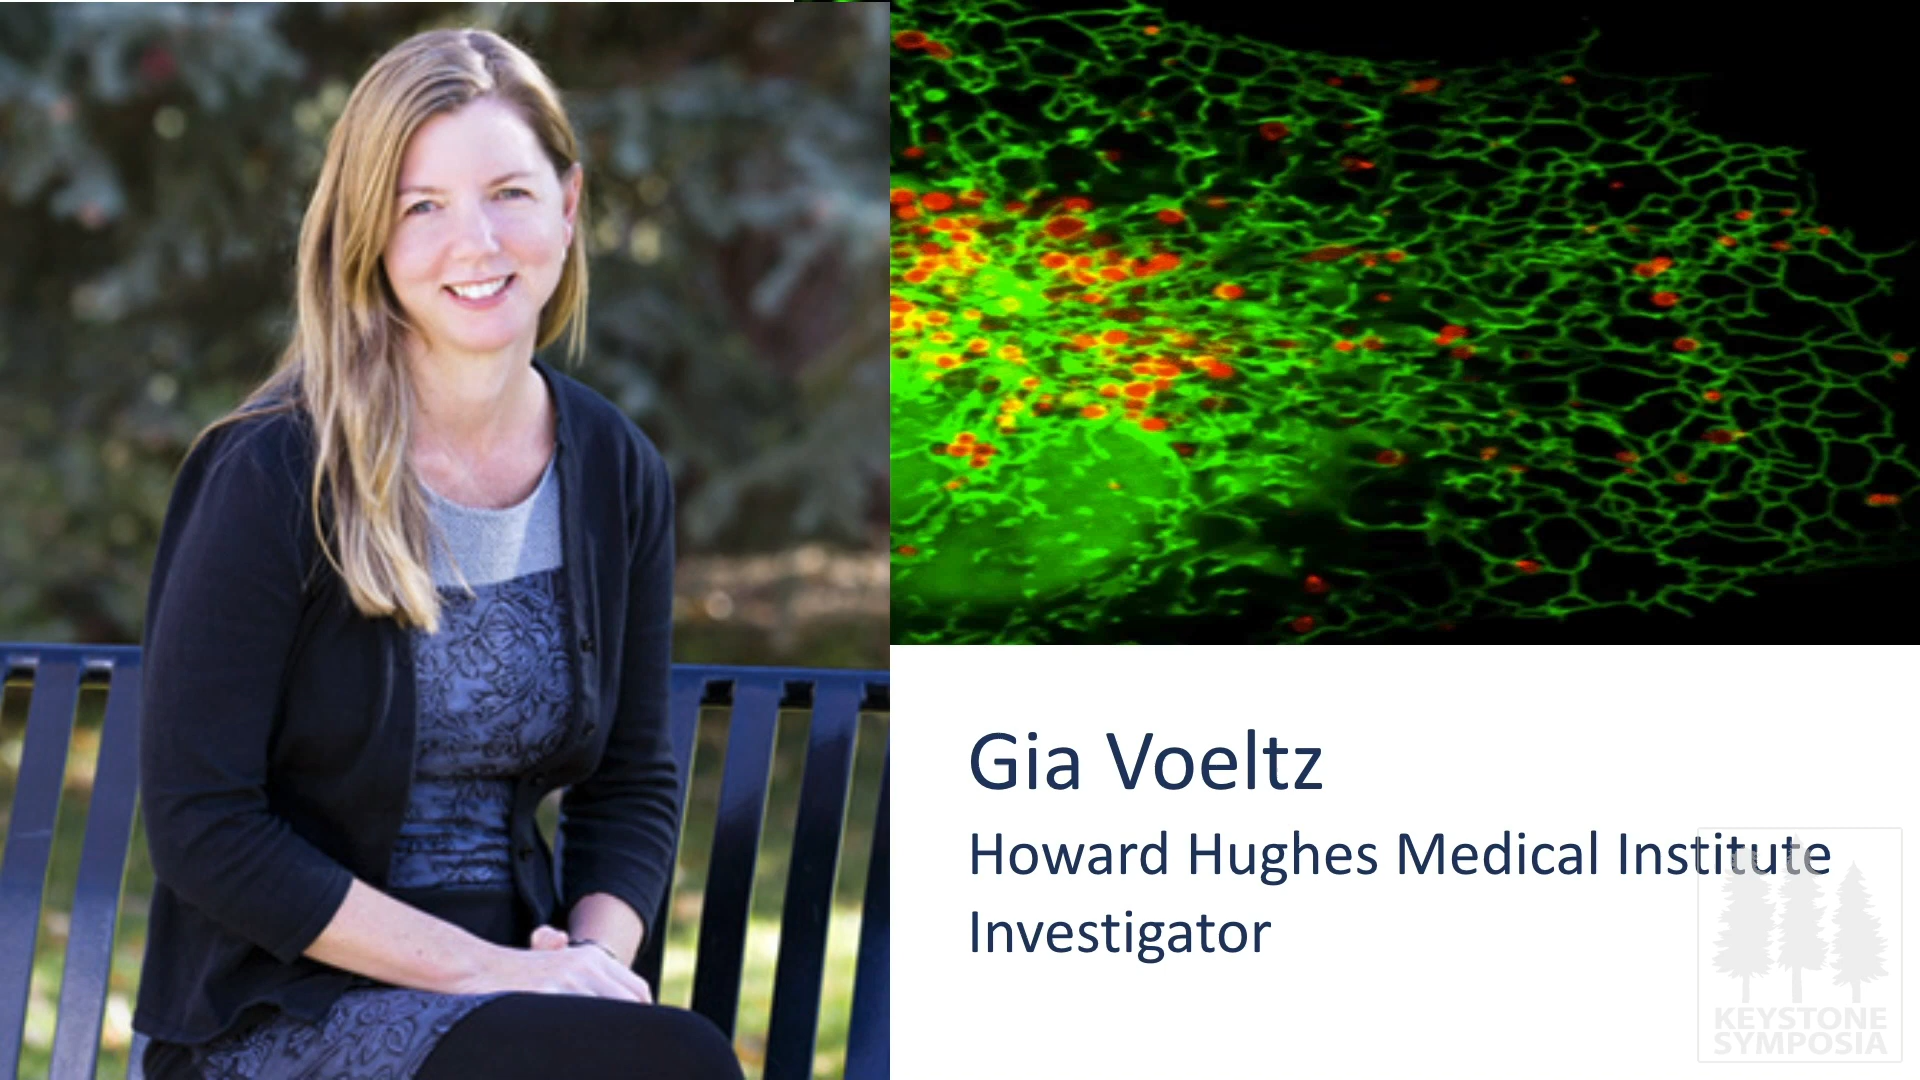 Gia Voeltz
Howard Hughes Medical Institute
Investigator
KEYSTONE
SYMPOSIA